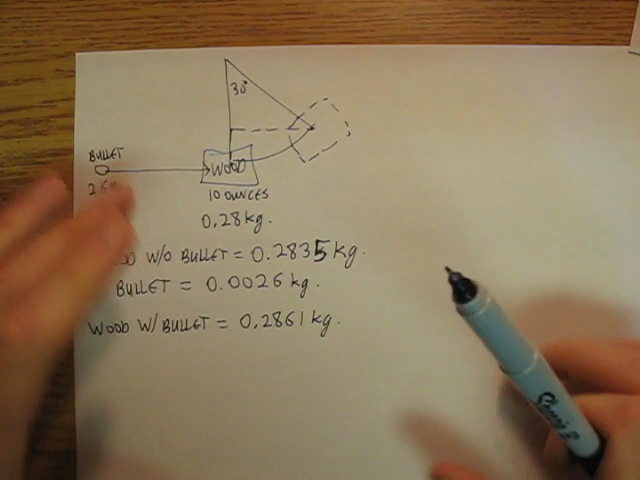 30°
BULLET
WOOD
10 OUNCES
0.28 kg.
W/O BULLET = 0.2835 kg.
BULLET = 0.0026 kg.
WOOD W/ BULLET = 0.2861 kg.